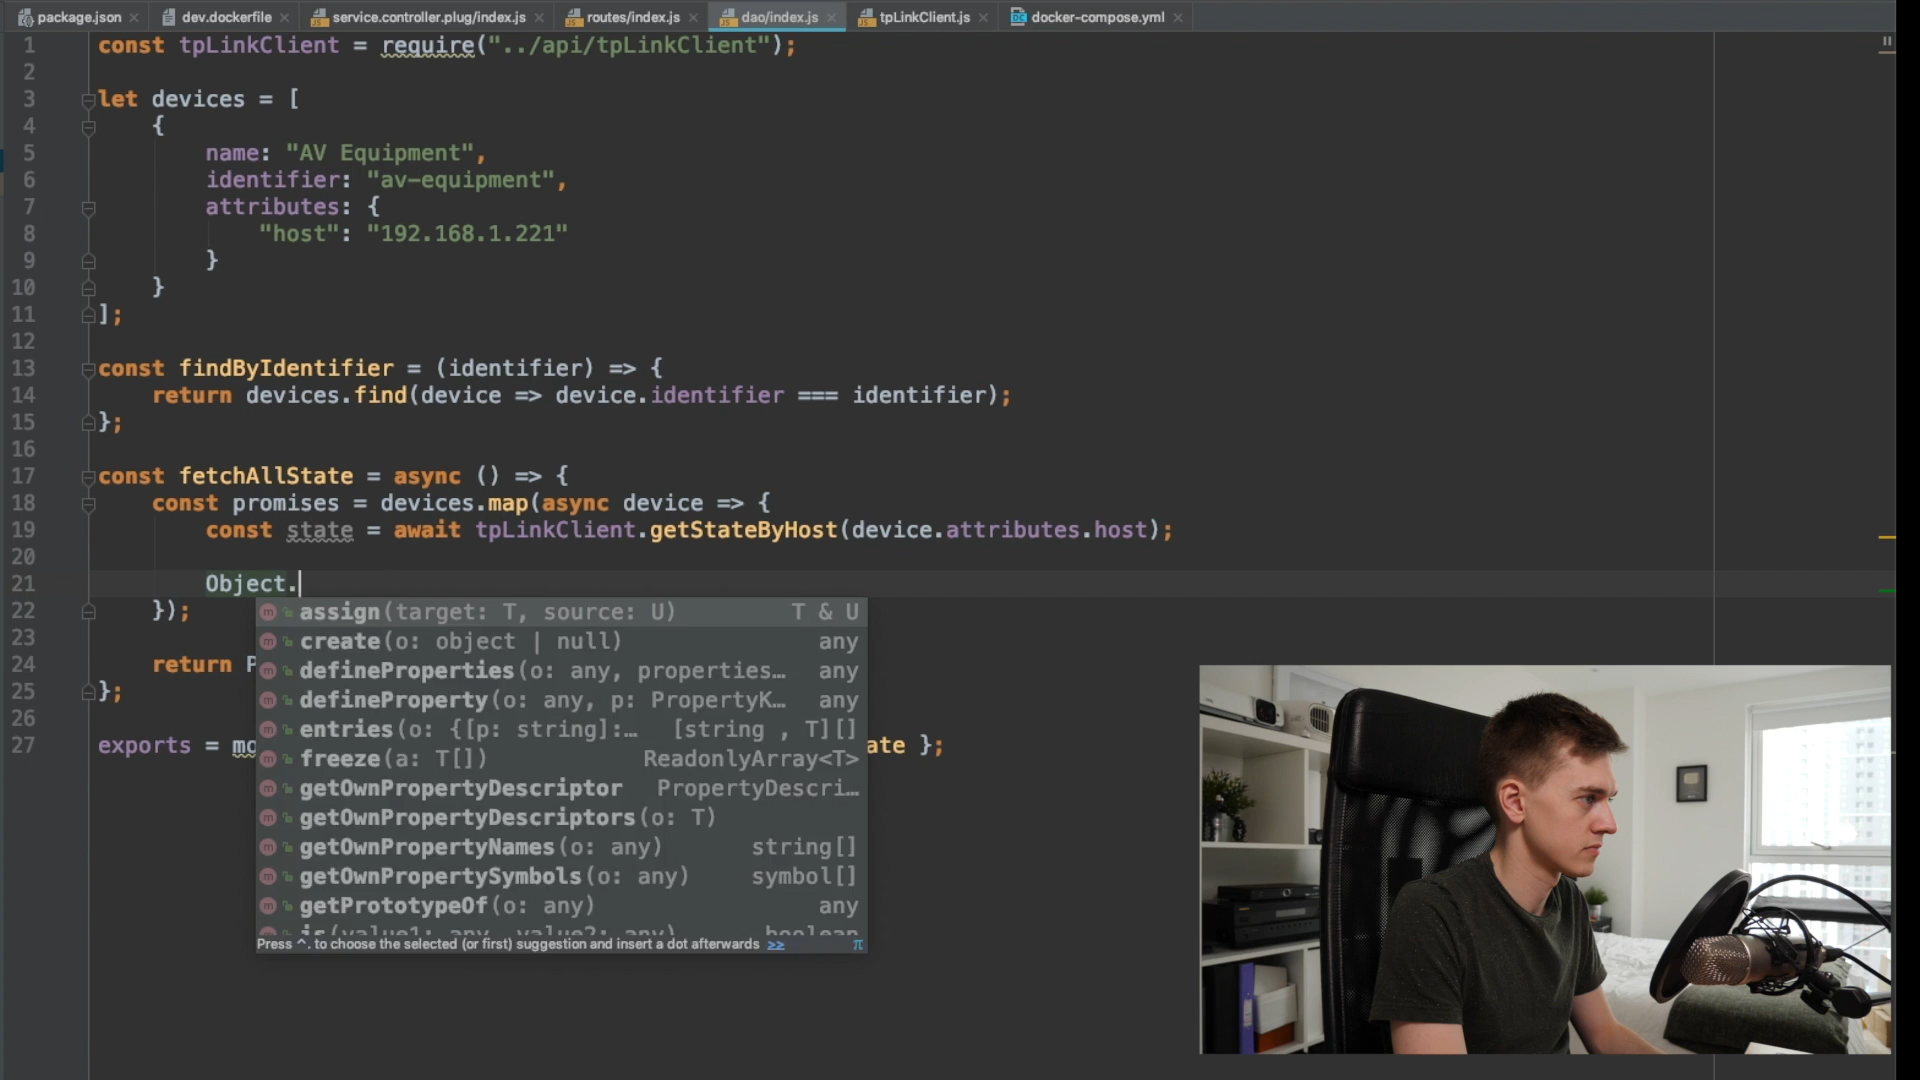 package.json
dev.dockerfile
service.controller.plug/index.js
routes/index.js
dao/index.js
tpLinkClient.js
docker-compose.yml
1 const tpLinkClient = require("../api/tpLinkClient");
2
3 let devices = [
4 {
5 name: "AV Equipment",
6 identifier: "av-equipment",
7 attributes: {
8 "host": "192.168.1.221"
9 }
10 }
11 ];
12
13 const findByIdentifier = (identifier) => {
14 return devices.find(device => device.identifier === identifier);
15 };
16
17 const fetchAllState = async () => {
18 const promises = devices.map(async device => {
19 const state = await tpLinkClient.getStateByHost(device.attributes.host);
20
21 Object.
22 });
assign(target: T, source: U) T & U
23
create(o: object | null) any
24 return P
defineProperties(o: any, properties… any
25 };
defineProperty(o: any, p: PropertyK… any
26
entries(o: {[p: string]:… [string , T][]
27 exports = mo ate };
freeze(a: T[]) ReadonlyArray<T>
getOwnPropertyDescriptor PropertyDescri…
getOwnPropertyDescriptors(o: T)
getOwnPropertyNames(o: any) string[]
getOwnPropertySymbols(o: any) symbol[]
getPrototypeOf(o: any) any
is(value1: any, value2: any) boolean
Press ^. to choose the selected (or first) suggestion and insert a dot afterwards >> π